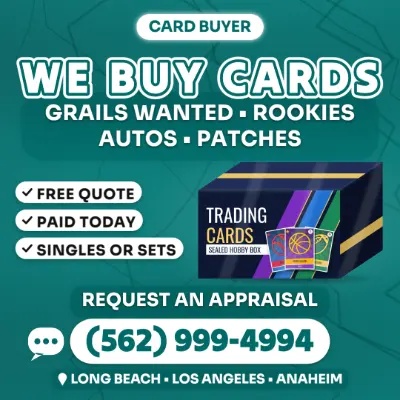 CARD BUYER
WE BUY CARDS
GRAILS WANTED ▪ ROOKIES
AUTOS ▪ PATCHES
✓ FREE QUOTE
✓ PAID TODAY
✓ SINGLES OR SETS
TRADING
CARDS
SEALED HOBBY BOX
REQUEST AN APPRAISAL
(562) 999-4994
LONG BEACH ▪ LOS ANGELES ▪ ANAHEIM